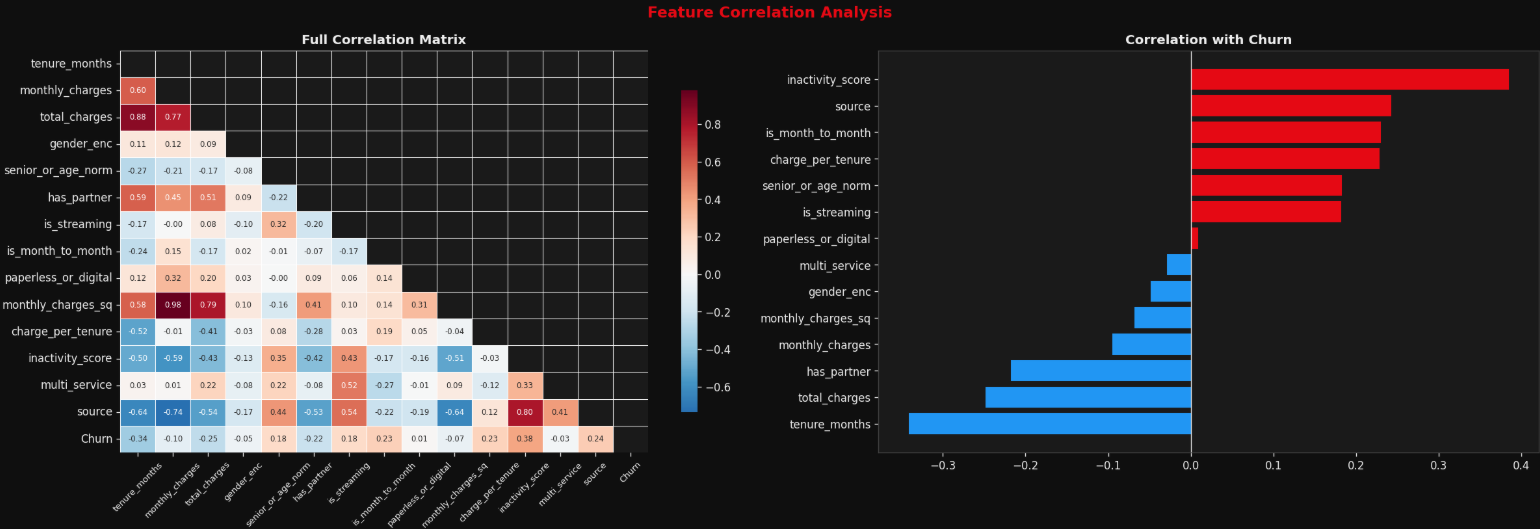 Feature Correlation Analysis
Full Correlation Matrix
tenure_months
monthly_charges 0.60
total_charges 0.88 0.77
gender_enc 0.11 0.12 0.09
senior_or_age_norm -0.27 -0.21 -0.17 -0.08
has_partner 0.59 0.45 0.51 0.09 -0.22
is_streaming -0.17 -0.00 0.08 -0.10 0.32 -0.20
is_month_to_month -0.24 0.15 -0.17 0.02 -0.01 -0.07 -0.17
paperless_or_digital 0.12 0.32 0.20 0.03 -0.00 0.09 0.06 0.14
monthly_charges_sq 0.58 0.98 0.79 0.10 -0.16 0.41 0.10 0.14 0.31
charge_per_tenure -0.52 -0.01 -0.41 -0.03 0.08 -0.28 0.03 0.19 0.05 -0.04
inactivity_score -0.50 -0.59 -0.43 -0.13 0.35 -0.42 0.43 -0.17 -0.16 -0.51 -0.03
multi_service 0.03 0.01 0.22 -0.08 0.22 -0.08 0.52 -0.27 -0.01 0.09 -0.12 0.33
source -0.64 -0.74 -0.54 -0.17 0.44 -0.53 0.54 -0.22 -0.19 -0.64 0.12 0.80 0.41
Churn -0.34 -0.10 -0.25 -0.05 0.18 -0.22 0.18 0.23 0.01 -0.07 0.23 0.38 -0.03 0.24
tenure_months
monthly_charges
total_charges
gender_enc
senior_or_age_norm
has_partner
is_streaming
is_month_to_month
paperless_or_digital
monthly_charges_sq
charge_per_tenure
inactivity_score
multi_service
source
Churn
0.8
0.6
0.4
0.2
0.0
−0.2
−0.4
−0.6
Correlation with Churn
inactivity_score
source
is_month_to_month
charge_per_tenure
senior_or_age_norm
is_streaming
paperless_or_digital
multi_service
gender_enc
monthly_charges_sq
monthly_charges
has_partner
total_charges
tenure_months
−0.3 −0.2 −0.1 0.0 0.1 0.2 0.3 0.4